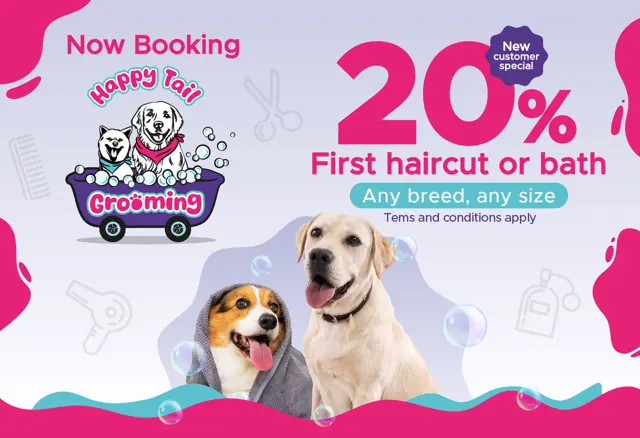 Now Booking
Happy Tail
Grooming
20%
New
customer
special
First haircut or bath
Any breed, any size
Tems and conditions apply